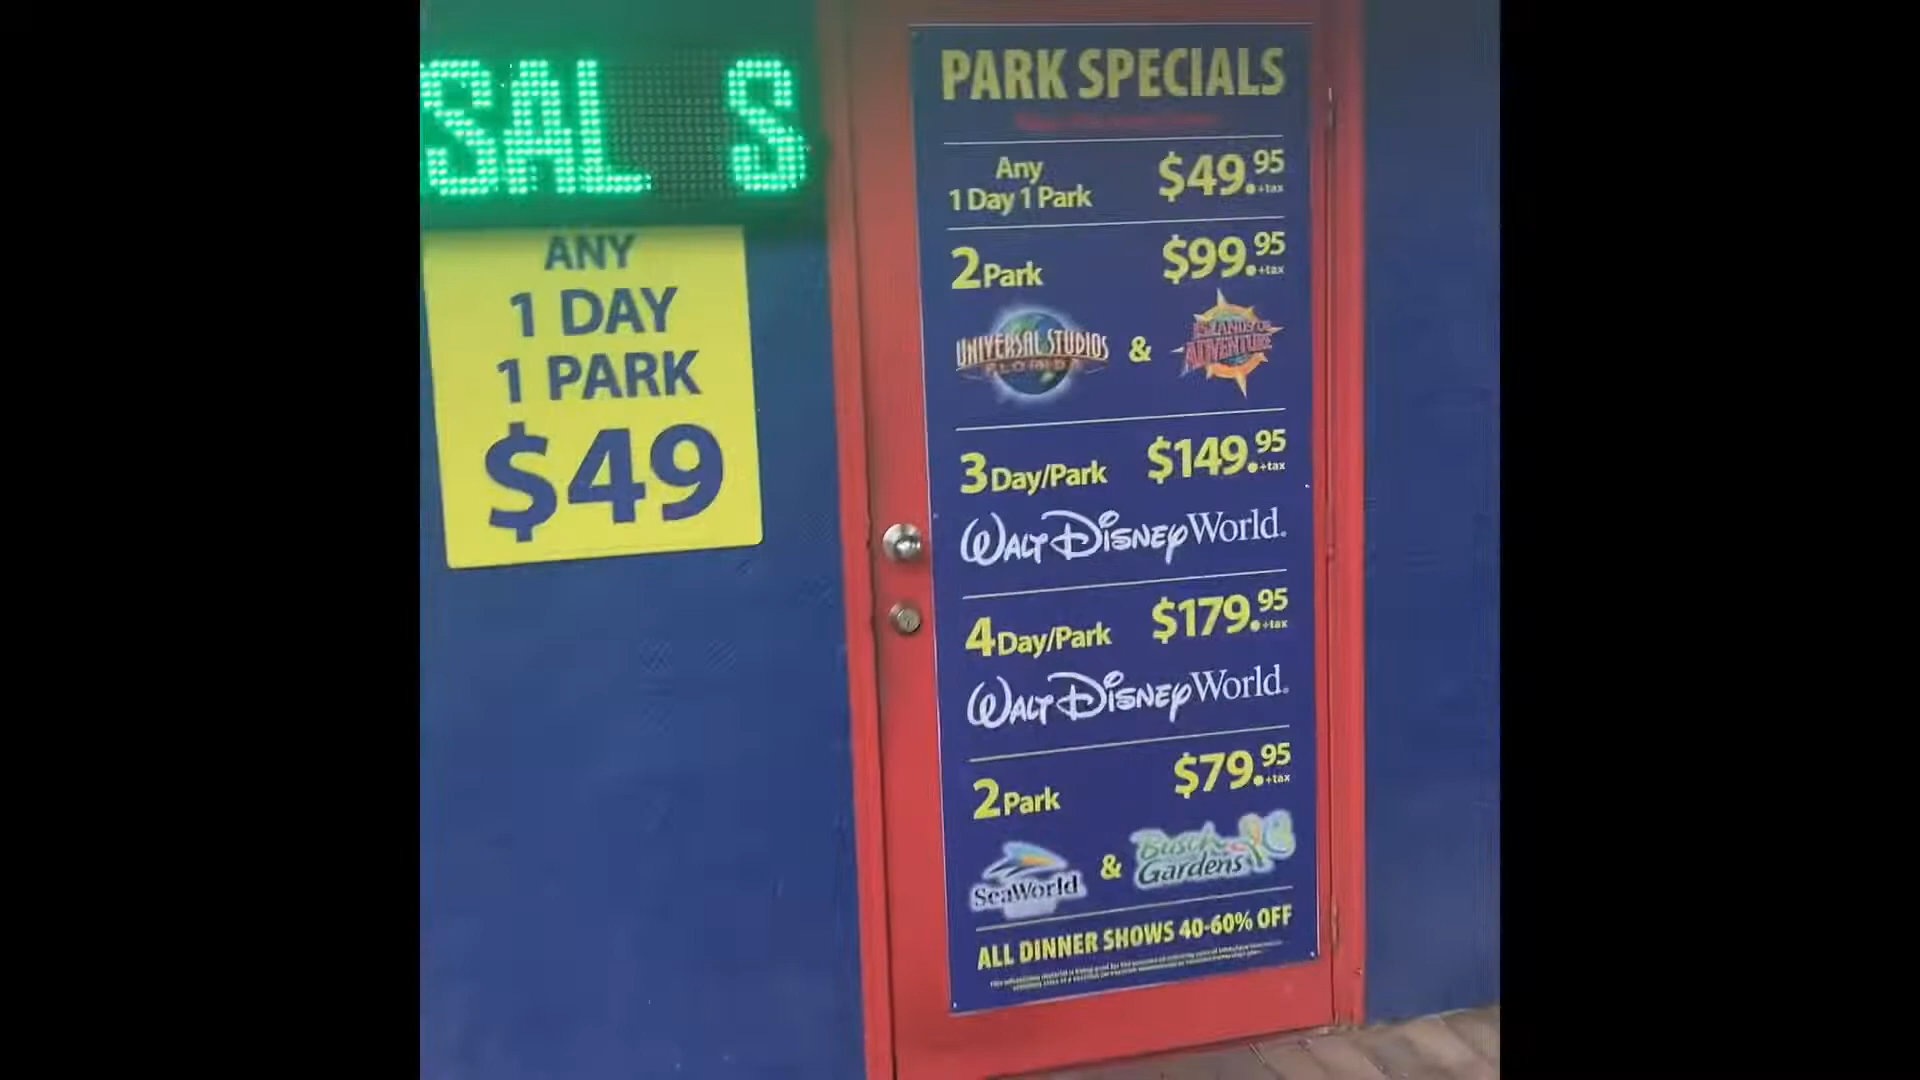 SAL S
ANY
1 DAY
1 PARK
$49
PARK SPECIALS
Any
1 Day 1 Park
$49.95 +tax
2 Park $99.95 +tax
UNIVERSAL STUDIOS
FLORIDA
&
ISLANDS OF
ADVENTURE
3 Day/Park $149.95 +tax
WALT DISNEY World.
4 Day/Park $179.95 +tax
WALT DISNEY World.
2 Park $79.95 +tax
SeaWorld
&
Busch
Gardens
ALL DINNER SHOWS 40-60% OFF